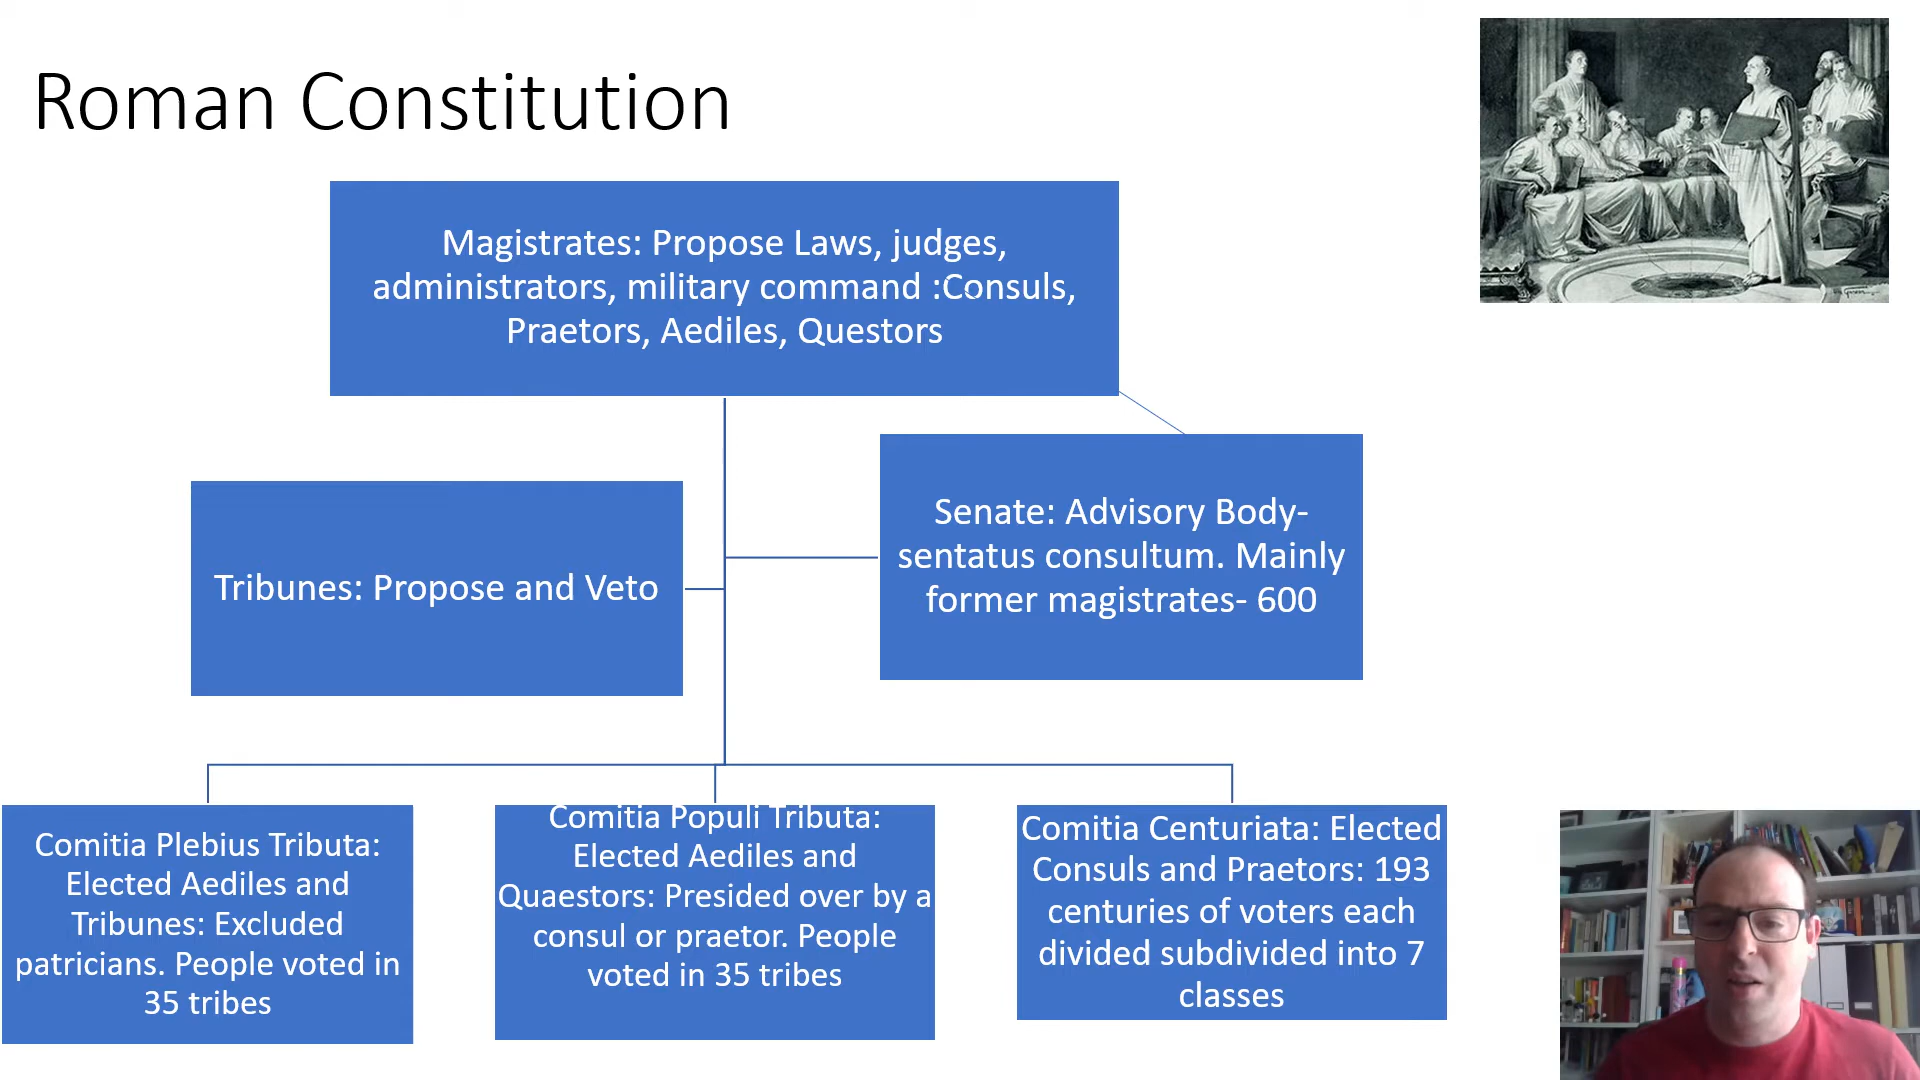 Roman Constitution
Magistrates: Propose Laws, judges,
administrators, military command :Consuls,
Praetors, Aediles, Questors
Tribunes: Propose and Veto
Senate: Advisory Body-
sentatus consultum. Mainly
former magistrates- 600
Comitia Plebius Tributa:
Elected Aediles and
Tribunes: Excluded
patricians. People voted in
35 tribes
Comitia Populi Tributa:
Elected Aediles and
Quaestors: Presided over by a
consul or praetor. People
voted in 35 tribes
Comitia Centuriata: Elected
Consuls and Praetors: 193
centuries of voters each
divided subdivided into 7
classes